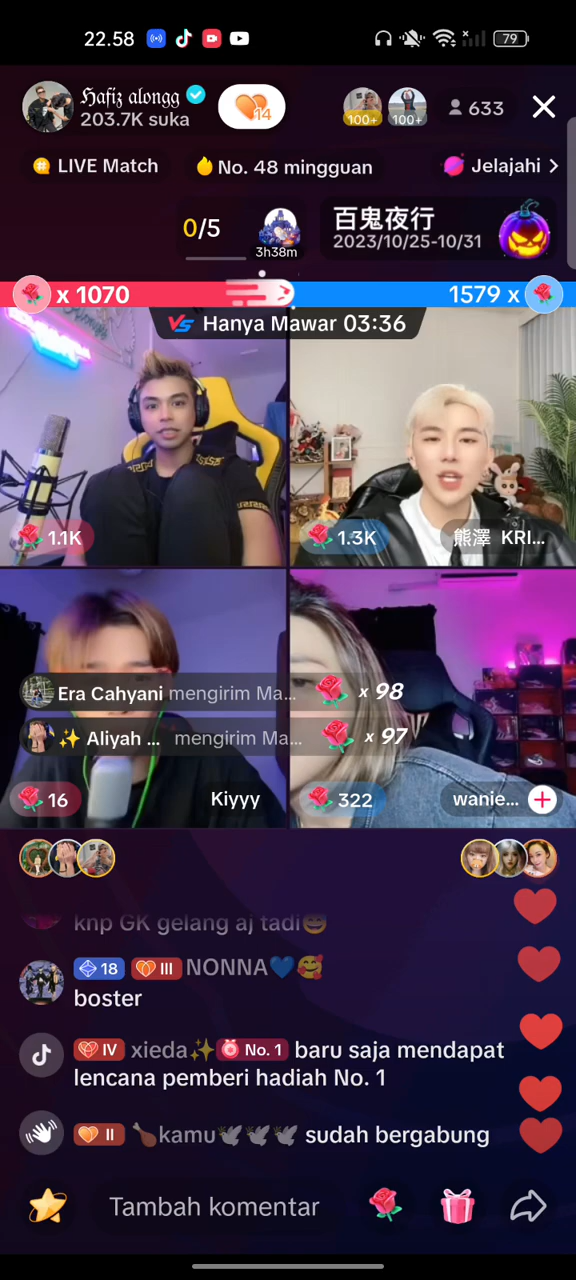 22.58
79
Hafiz alongg
203.7K suka
14
100+
100+
633
LIVE Match
No. 48 mingguan
Jelajahi
0/5
3h38m
百鬼夜行
2023/10/25-10/31
x 1070
1579 x
VS Hanya Mawar 03:36
1.1K
1.3K
熊澤 KRI...
Era Cahyani mengirim Ma...
x 98
✨ Aliyah ... mengirim Ma...
x 97
16
Kiyyy
322
wanie...
knp GK gelang aj tadi😄
18 III NONNA💙🥰
boster
IV xieda✨ No. 1 baru saja mendapat
lencana pemberi hadiah No. 1
II 🍗kamu🕊🕊🕊 sudah bergabung
Tambah komentar